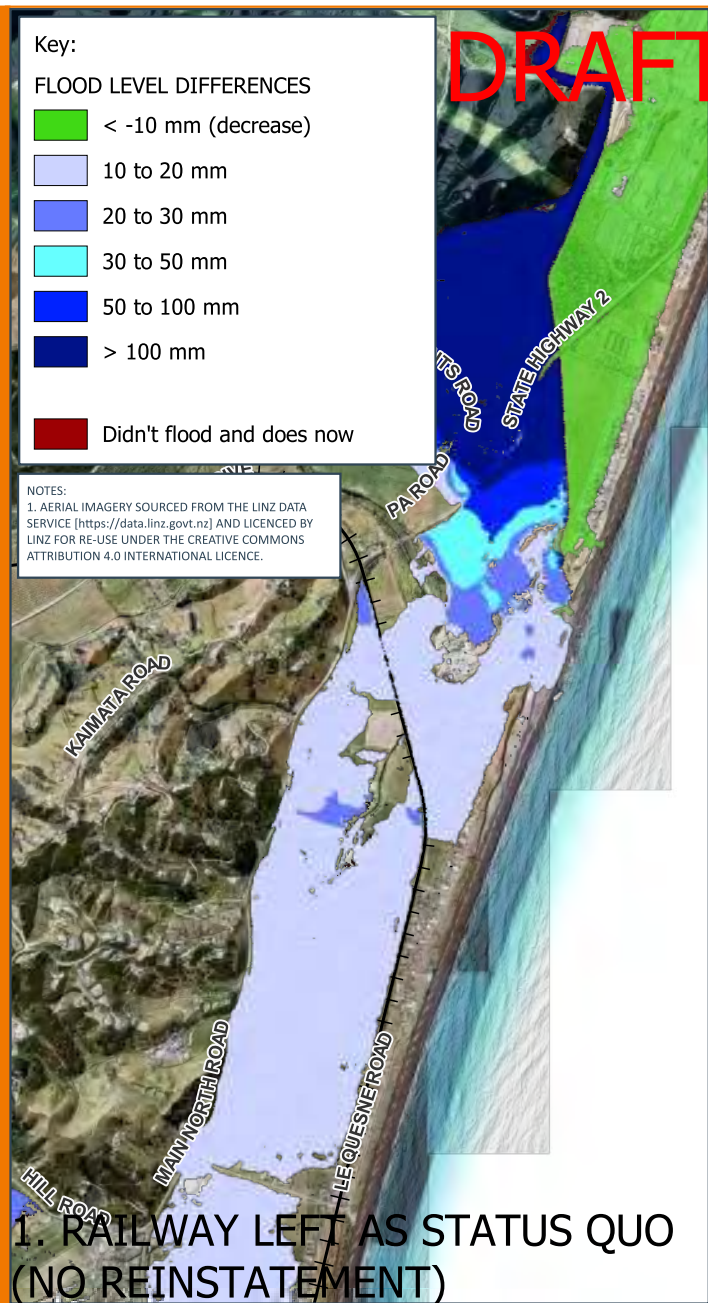 DRAFT
Key:
FLOOD LEVEL DIFFERENCES
< -10 mm (decrease)
10 to 20 mm
20 to 30 mm
30 to 50 mm
50 to 100 mm
> 100 mm
Didn't flood and does now
NOTES:
1. AERIAL IMAGERY SOURCED FROM THE LINZ DATA
SERVICE [https://data.linz.govt.nz] AND LICENCED BY
LINZ FOR RE-USE UNDER THE CREATIVE COMMONS
ATTRIBUTION 4.0 INTERNATIONAL LICENCE.
STATE HIGHWAY 2
ROAD
PA ROAD
KAIMATA ROAD
MAIN NORTH ROAD
LE QUESNE ROAD
HILL ROAD
1. RAILWAY LEFT AS STATUS QUO
(NO REINSTATEMENT)